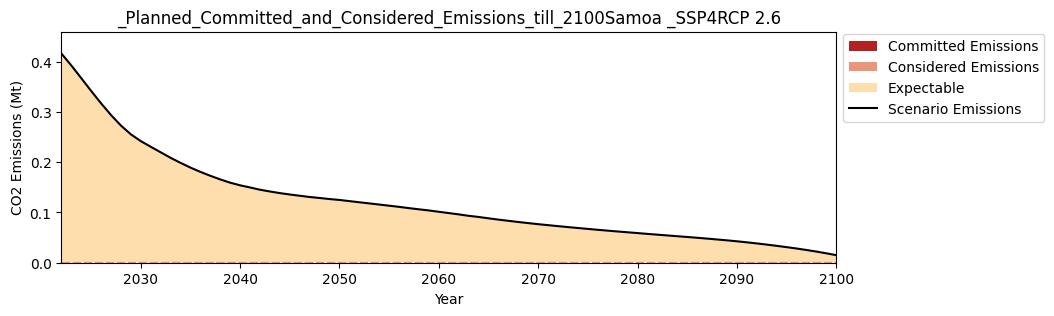 _Planned_Committed_and_Considered_Emissions_till_2100Samoa _SSP4RCP 2.6
Committed Emissions
Considered Emissions
Expectable
Scenario Emissions
CO2 Emissions (Mt)
0.4
0.3
0.2
0.1
0.0
2030 2040 2050 2060 2070 2080 2090 2100
Year